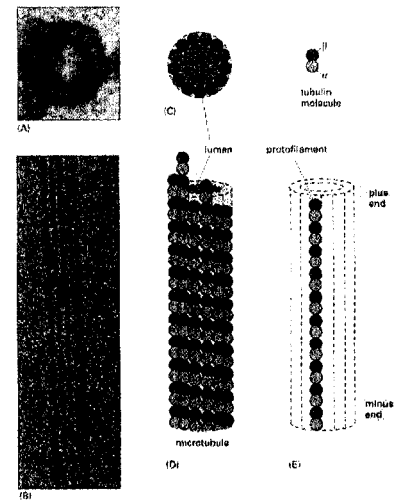 (A)
(C)
β
α
tubulin
molecule
lumen
protofilament
plus
end
minus
end
microtubule
(B)
(D)
(E)